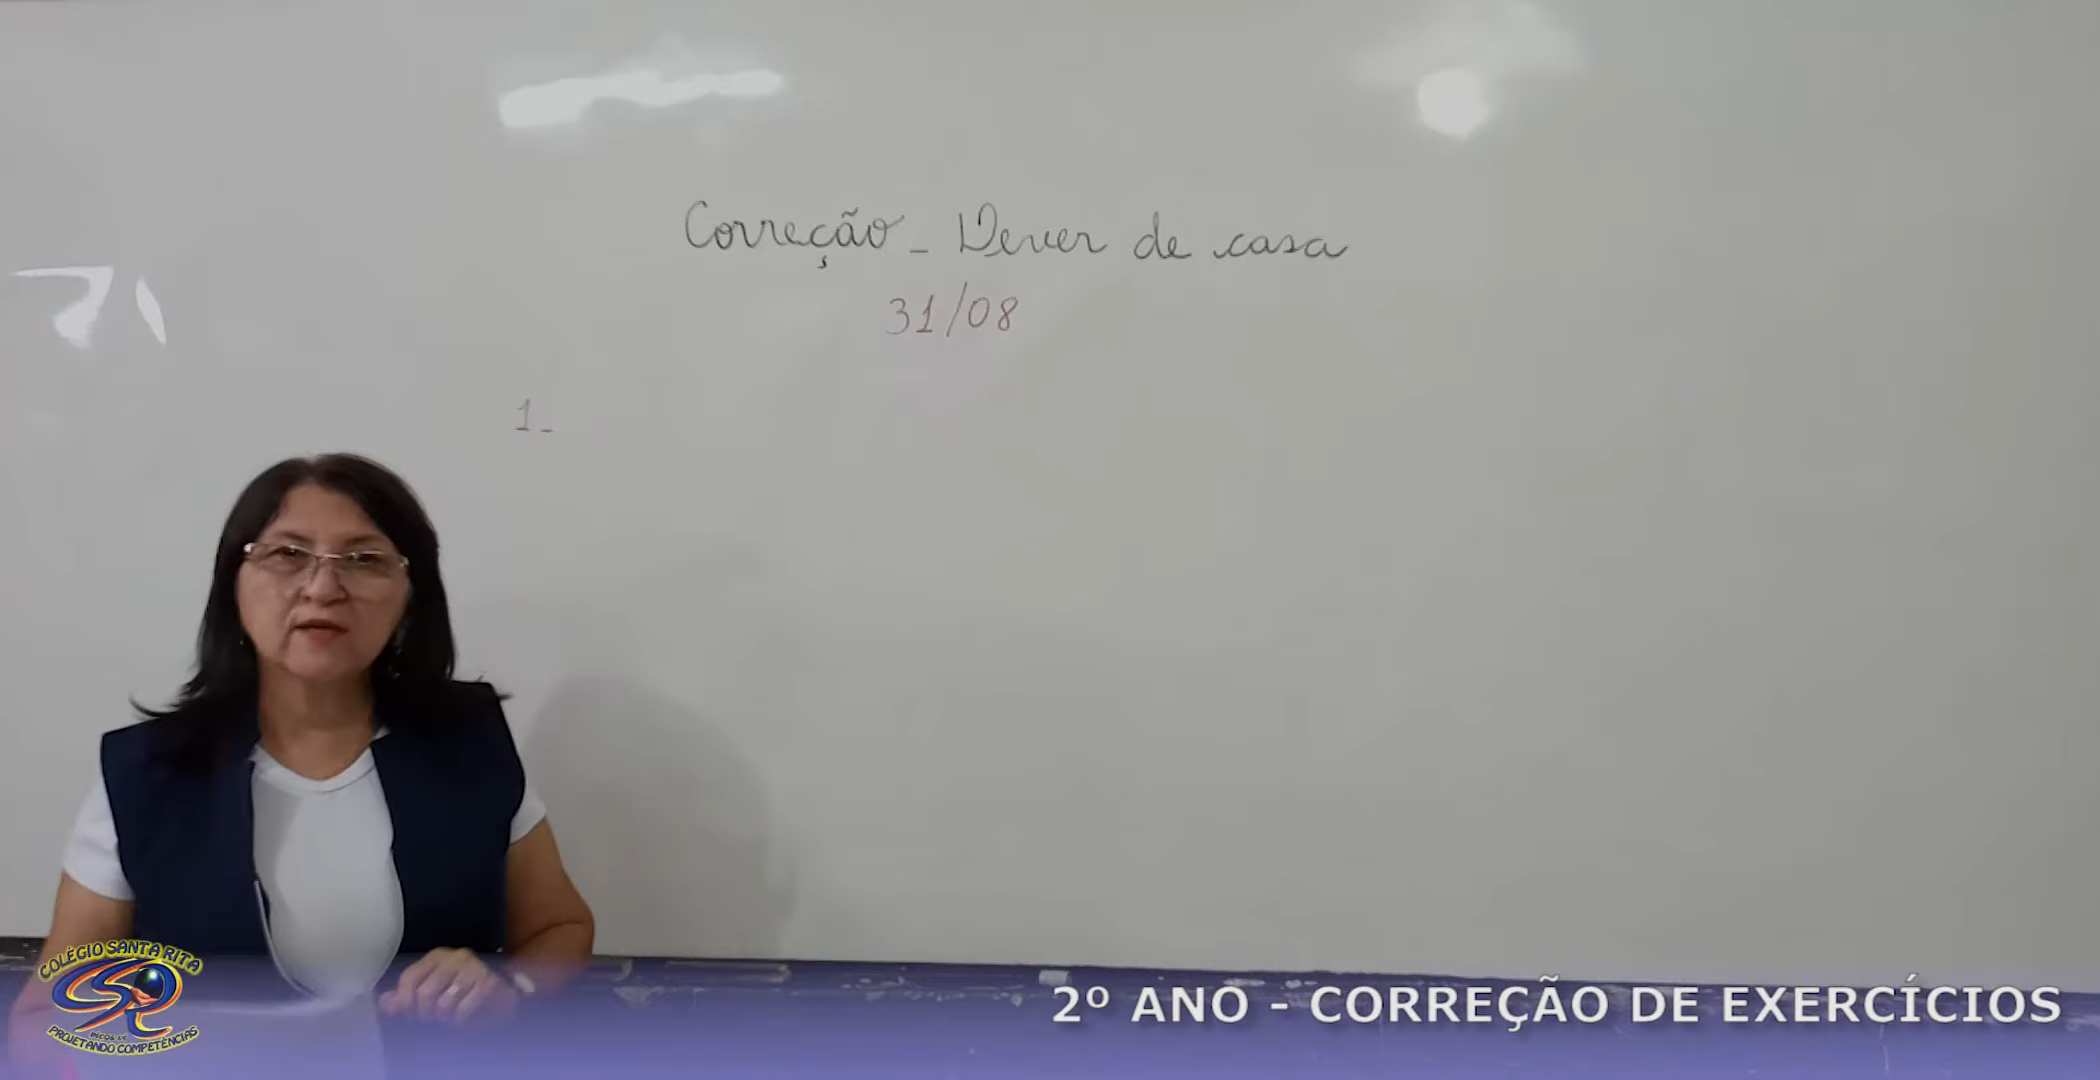 Correção - Dever de casa
31/08
1-
COLÉGIO SANTA RITA
PROJETANDO COMPETÊNCIAS
2º ANO - CORREÇÃO DE EXERCÍCIOS